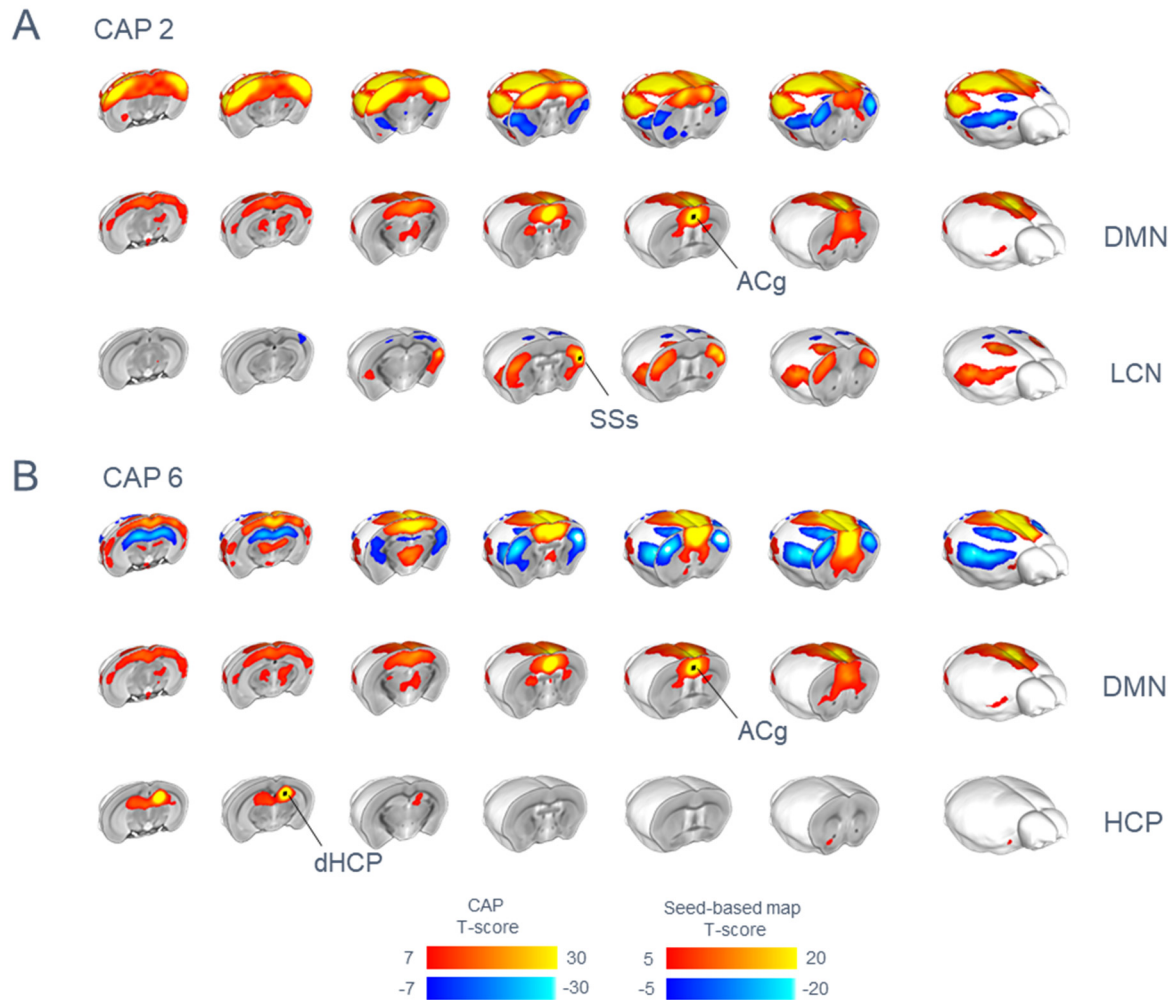 A
CAP 2
DMN
ACg
LCN
SSs
B
CAP 6
DMN
ACg
HCP
dHCP
CAP
T-score
Seed-based map
T-score
7 30
5 20
-7 -30
-5 -20